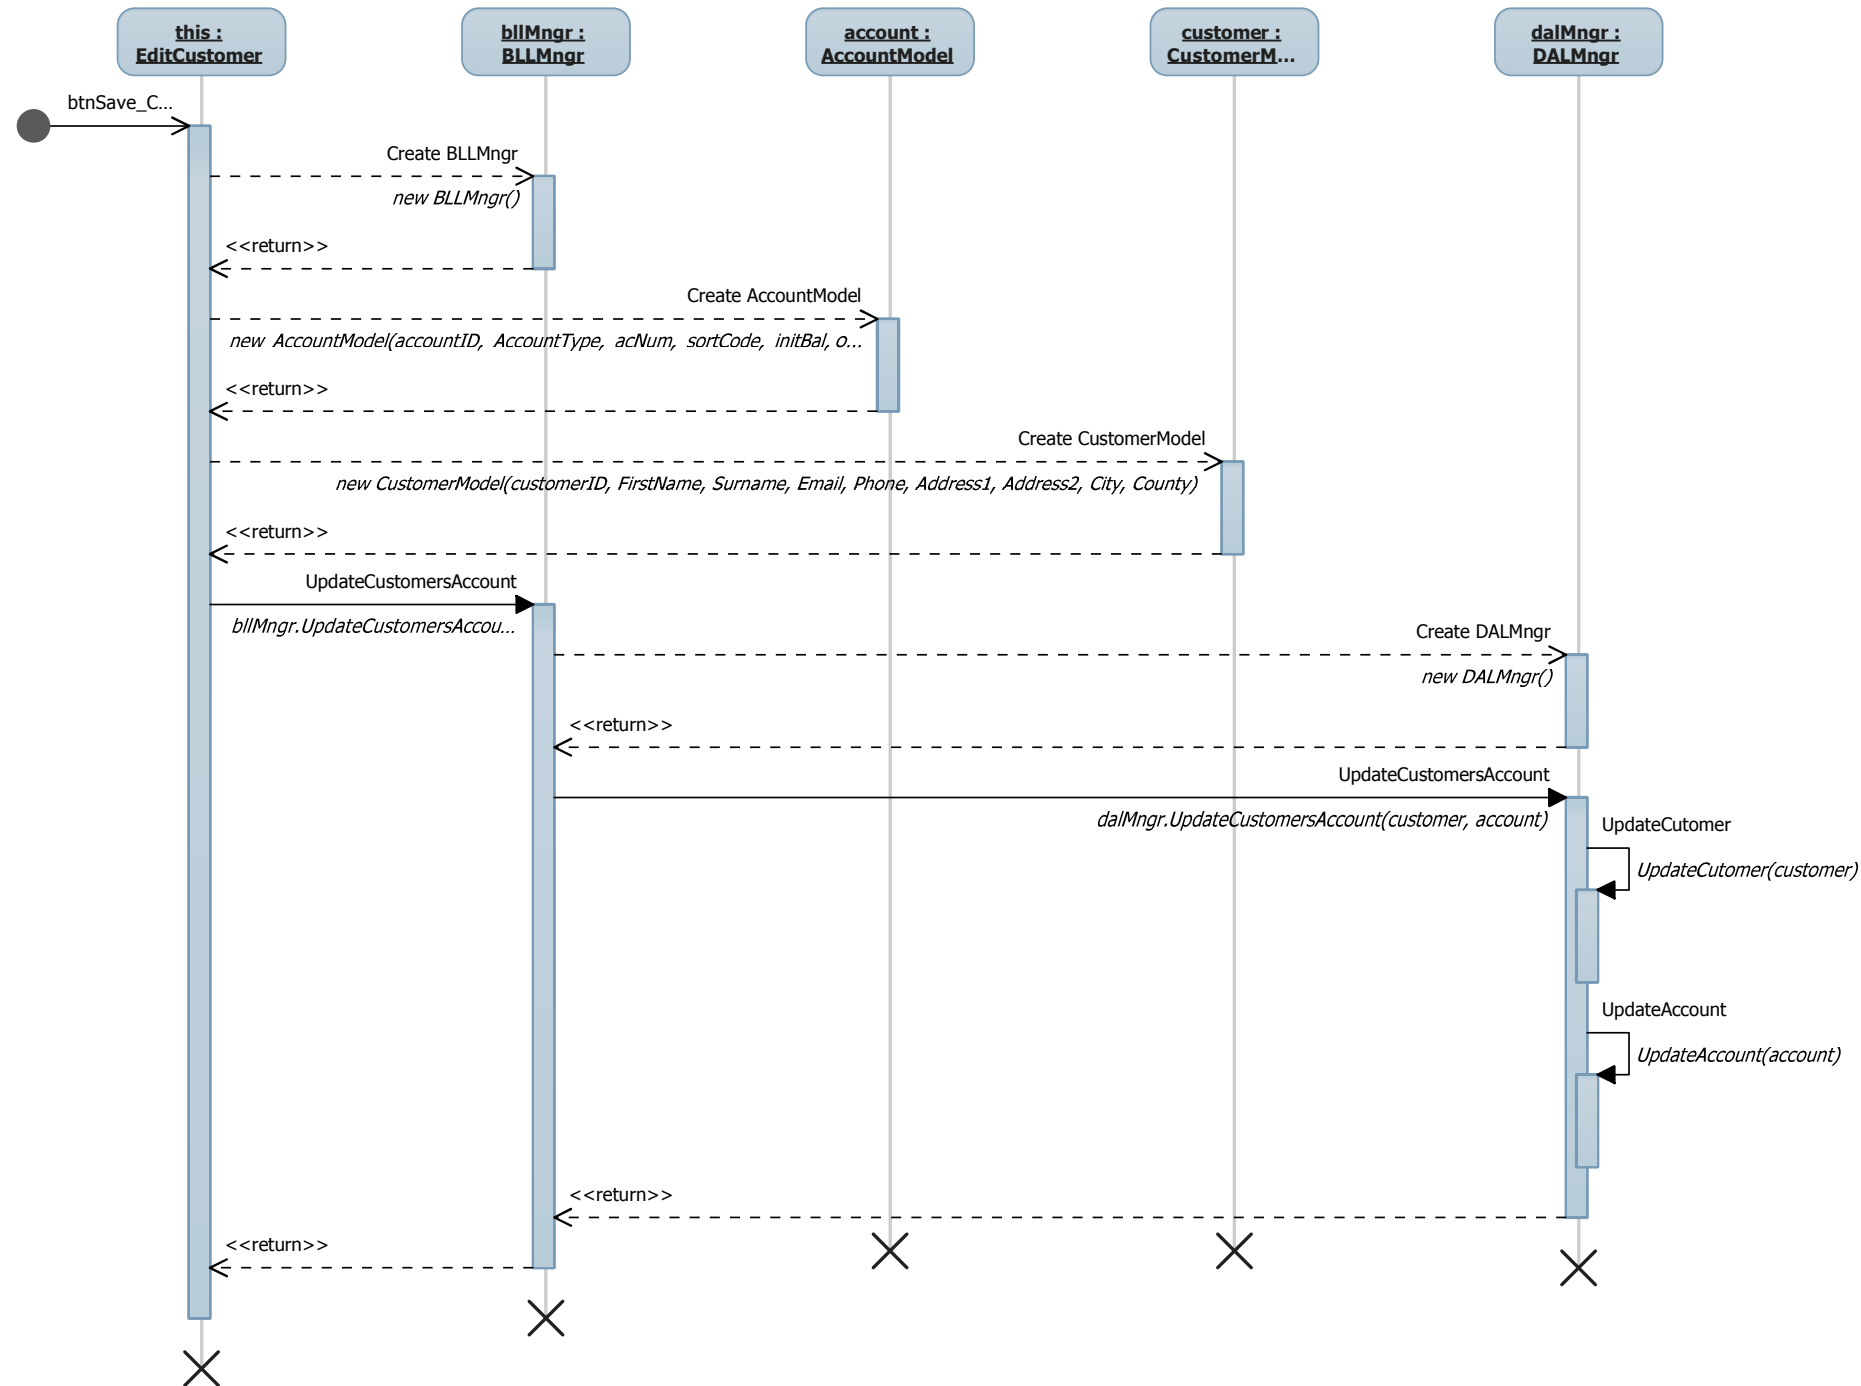 this :
EditCustomer
bllMngr :
BLLMngr
account :
AccountModel
customer :
CustomerM...
dalMngr :
DALMngr
btnSave_C...
Create BLLMngr
new BLLMngr()
<<return>>
Create AccountModel
new AccountModel(accountID, AccountType, acNum, sortCode, initBal, o...
<<return>>
Create CustomerModel
new CustomerModel(customerID, FirstName, Surname, Email, Phone, Address1, Address2, City, County)
<<return>>
UpdateCustomersAccount
bllMngr.UpdateCustomersAccou...
Create DALMngr
new DALMngr()
<<return>>
UpdateCustomersAccount
dalMngr.UpdateCustomersAccount(customer, account)
UpdateCutomer
UpdateCutomer(customer)
UpdateAccount
UpdateAccount(account)
<<return>>
<<return>>